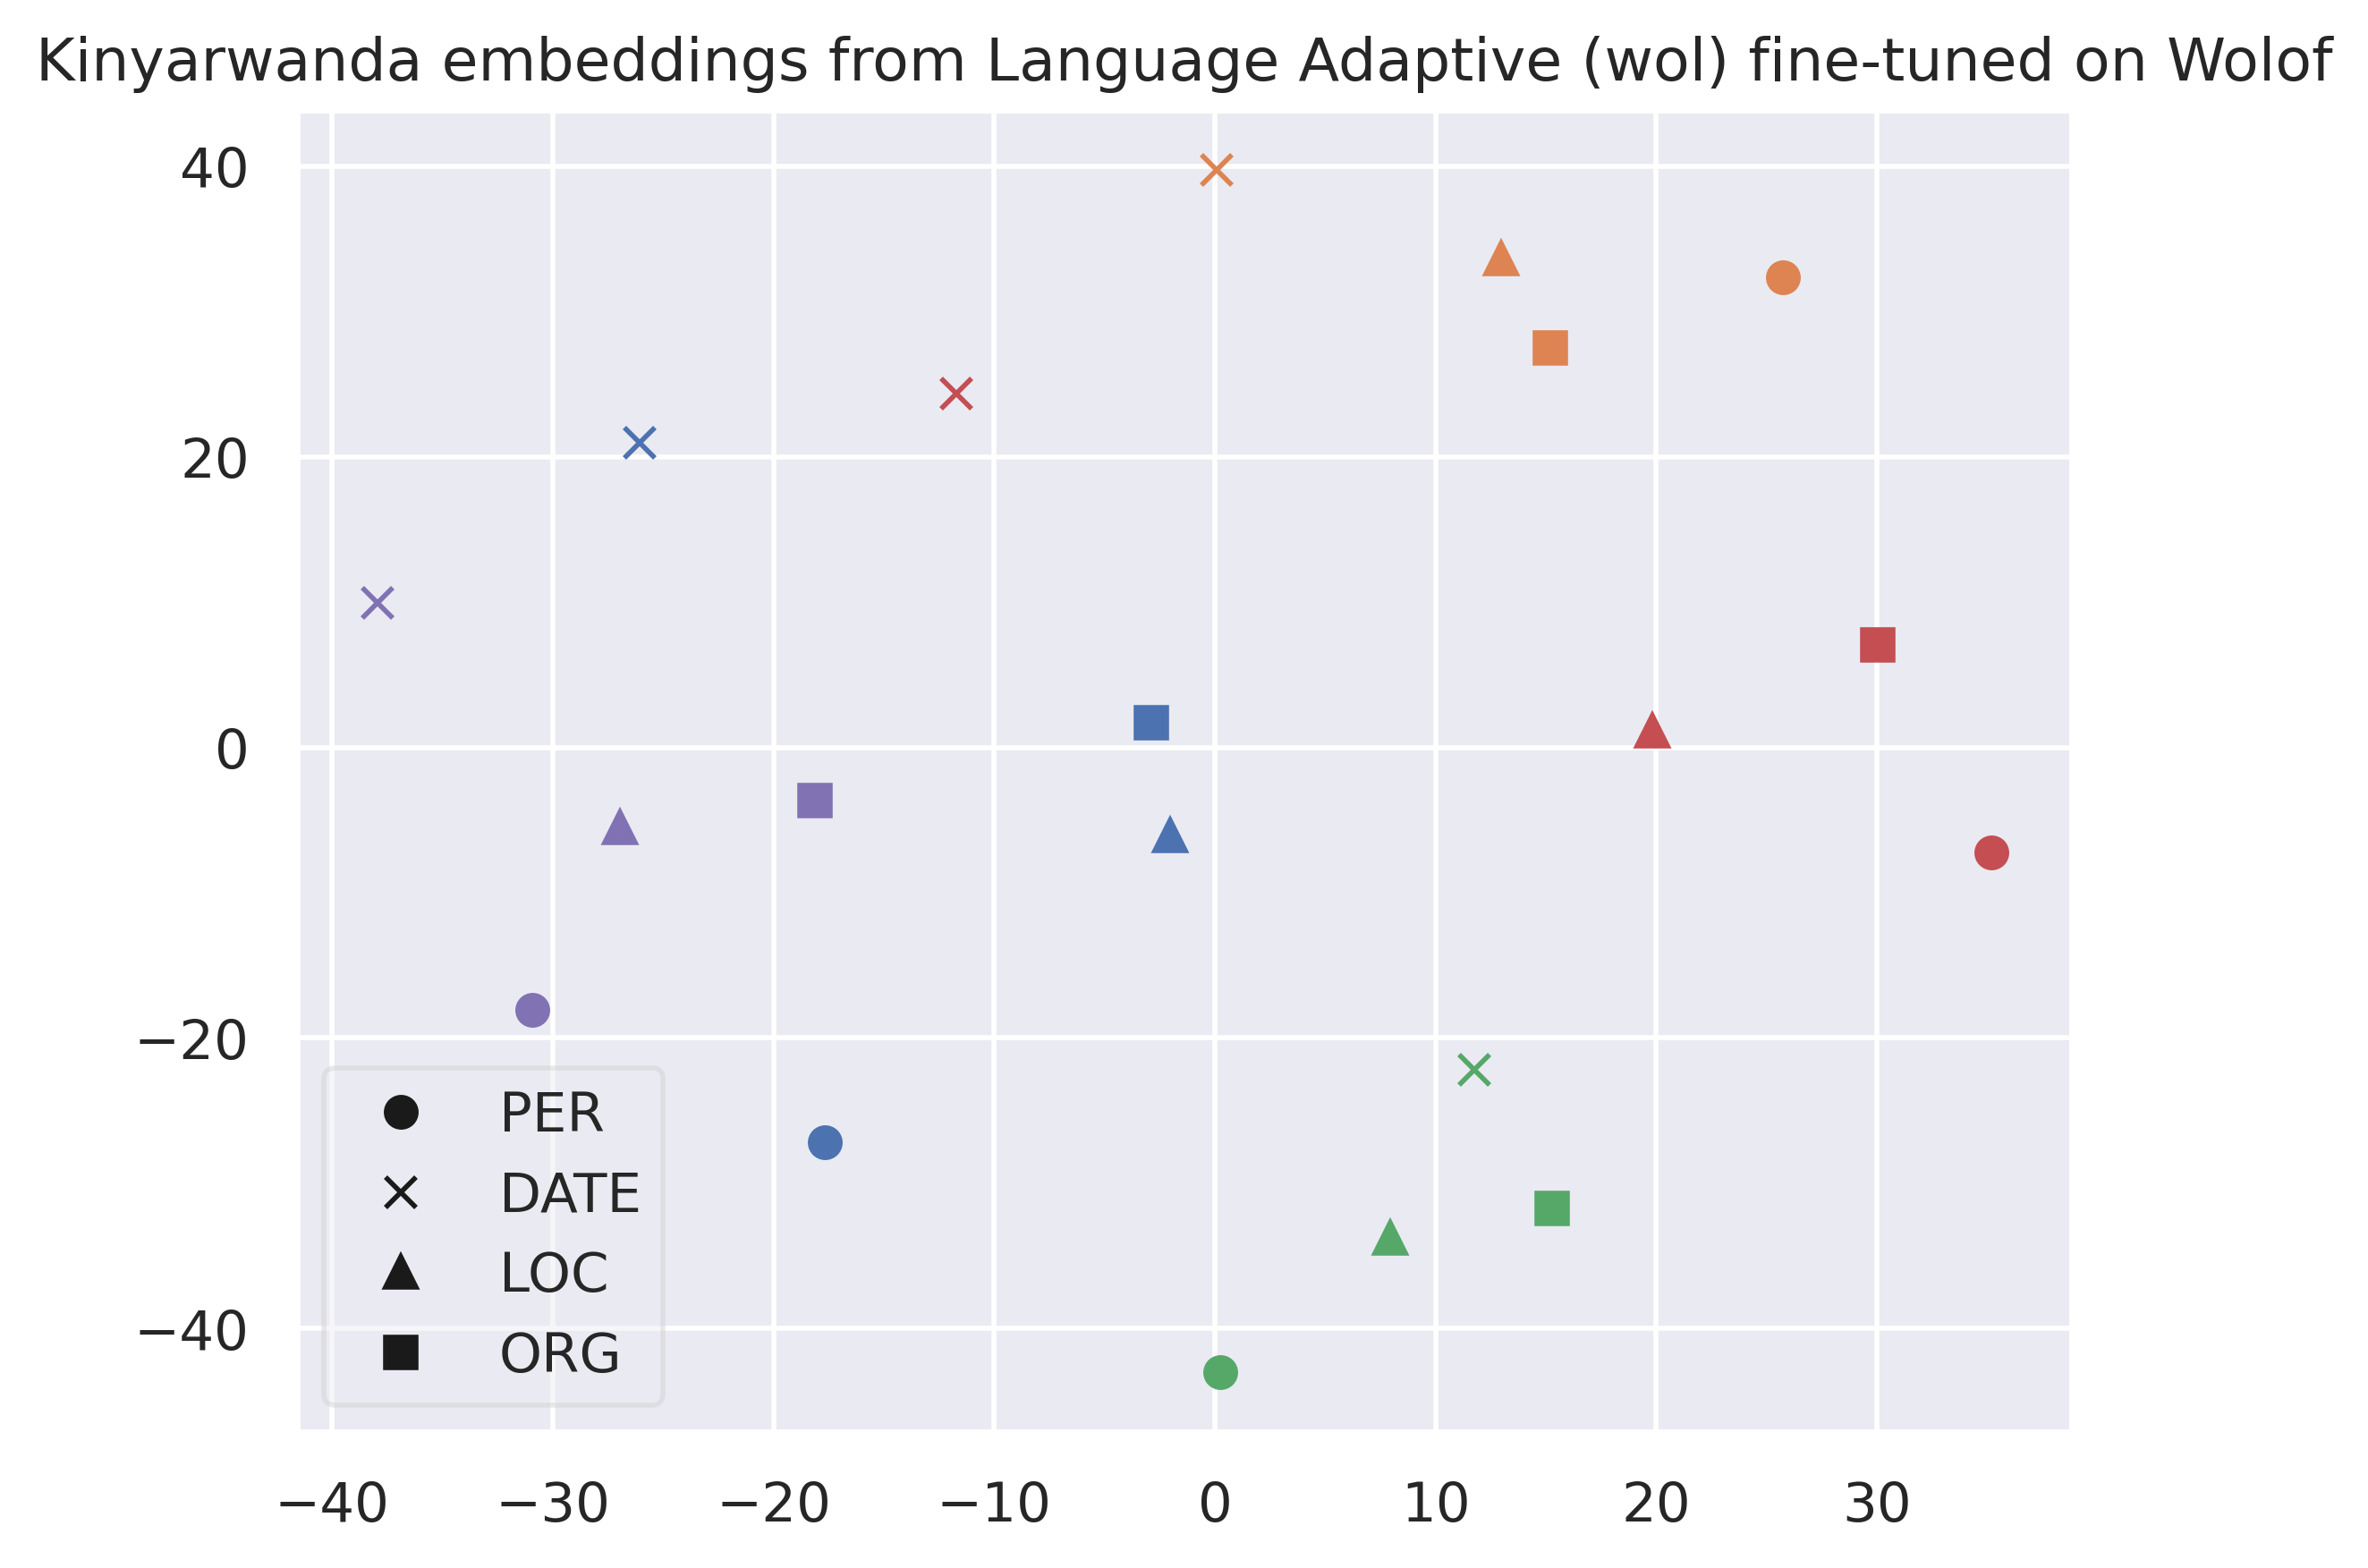 Kinyarwanda embeddings from Language Adaptive (wol) fine-tuned on Wolof
40
20
0
−20
−40
PER
DATE
LOC
ORG
−40 −30 −20 −10 0 10 20 30